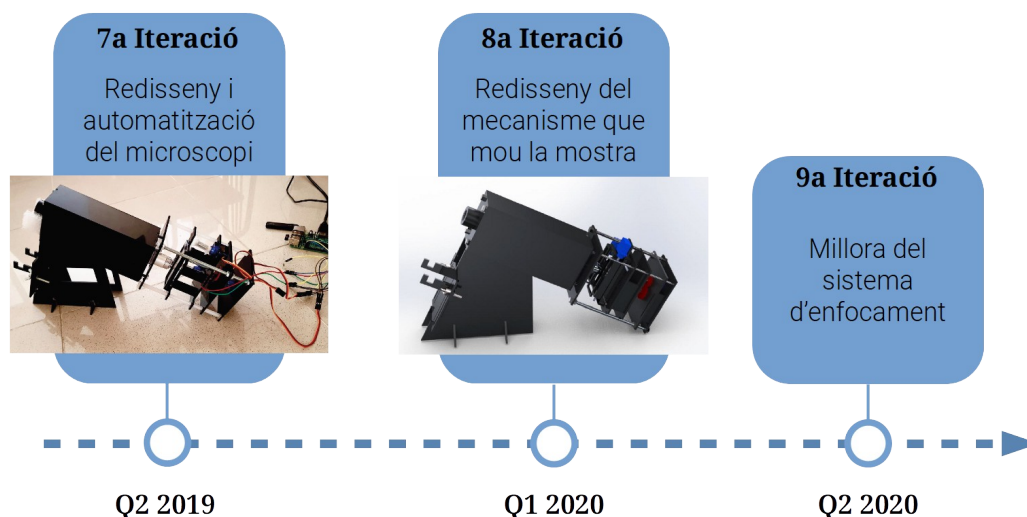 7a Iteració
Redisseny i
automatització
del microscopi
8a Iteració
Redisseny del
mecanisme que
mou la mostra
9a Iteració
Millora del
sistema
d’enfocament
Q2 2019
Q1 2020
Q2 2020